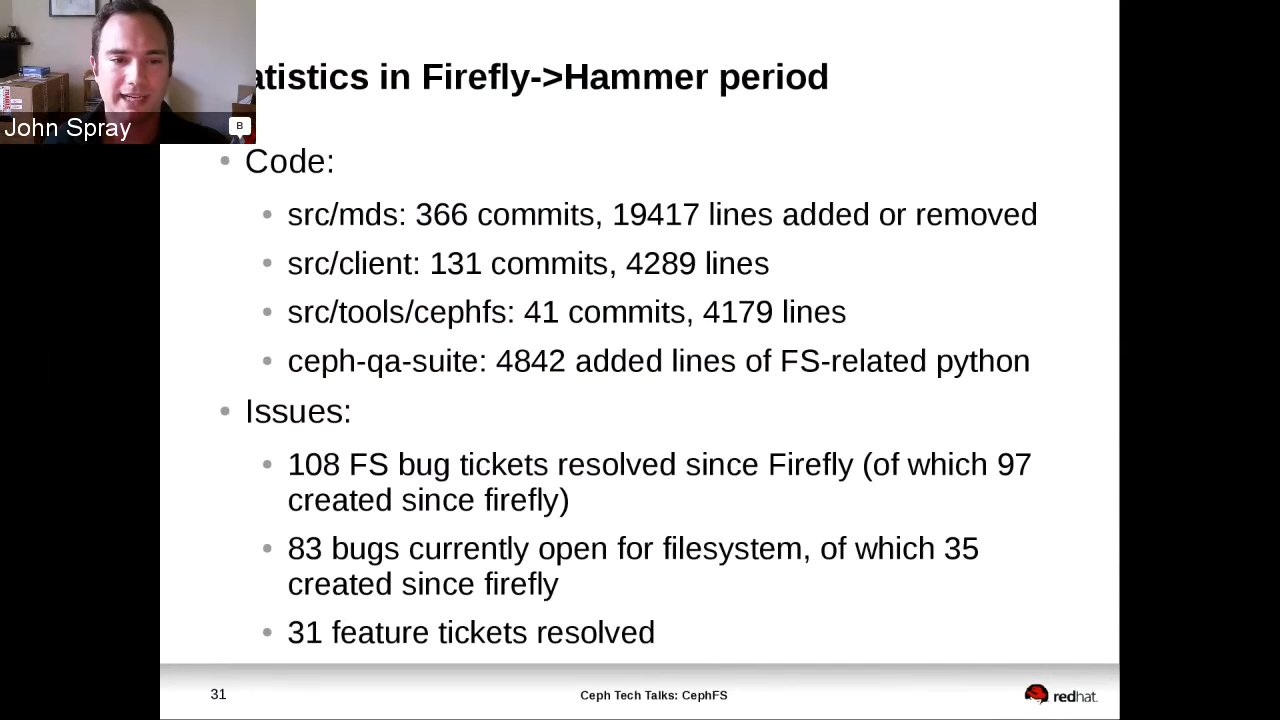 atistics in Firefly->Hammer period
John Spray
B
Code:
src/mds: 366 commits, 19417 lines added or removed
src/client: 131 commits, 4289 lines
src/tools/cephfs: 41 commits, 4179 lines
ceph-qa-suite: 4842 added lines of FS-related python
Issues:
108 FS bug tickets resolved since Firefly (of which 97
created since firefly)
83 bugs currently open for filesystem, of which 35
created since firefly
31 feature tickets resolved
31
Ceph Tech Talks: CephFS
redhat.